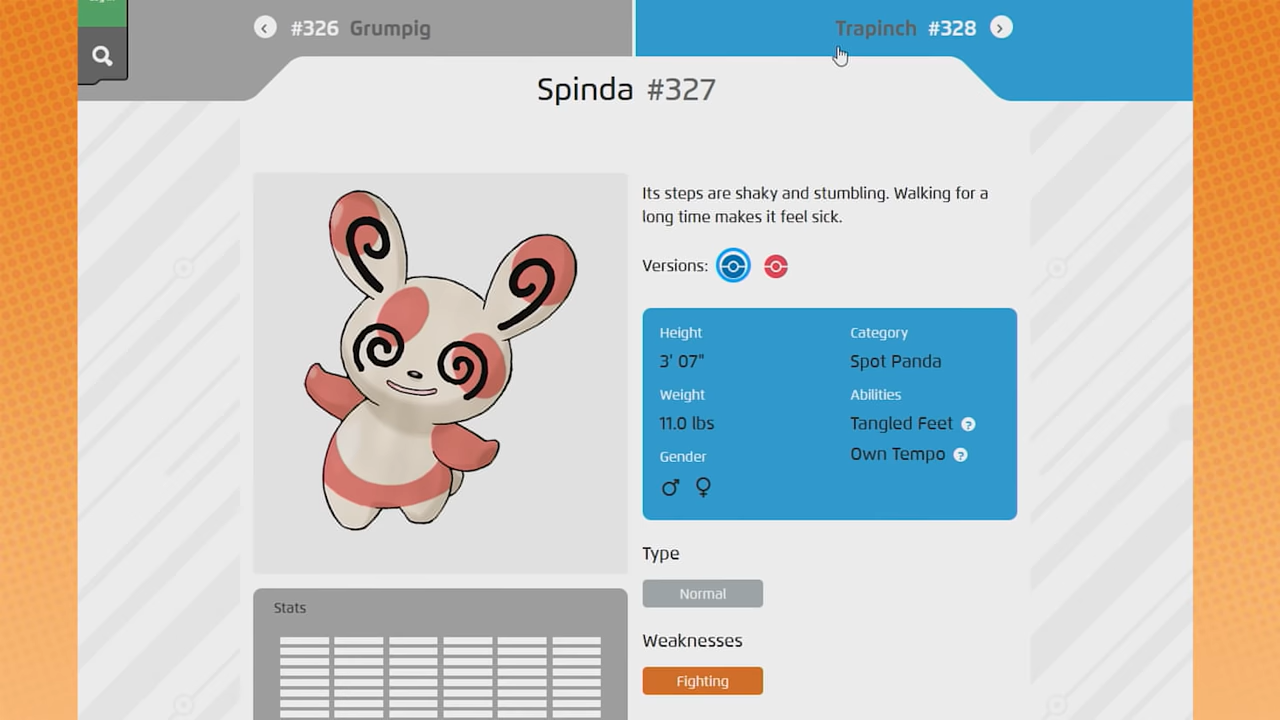 #326 Grumpig
Trapinch #328
Spinda #327
Its steps are shaky and stumbling. Walking for a
long time makes it feel sick.
Versions:
Height
3' 07"
Weight
11.0 lbs
Gender
Category
Spot Panda
Abilities
Tangled Feet ?
Own Tempo ?
Type
Normal
Weaknesses
Fighting
Stats